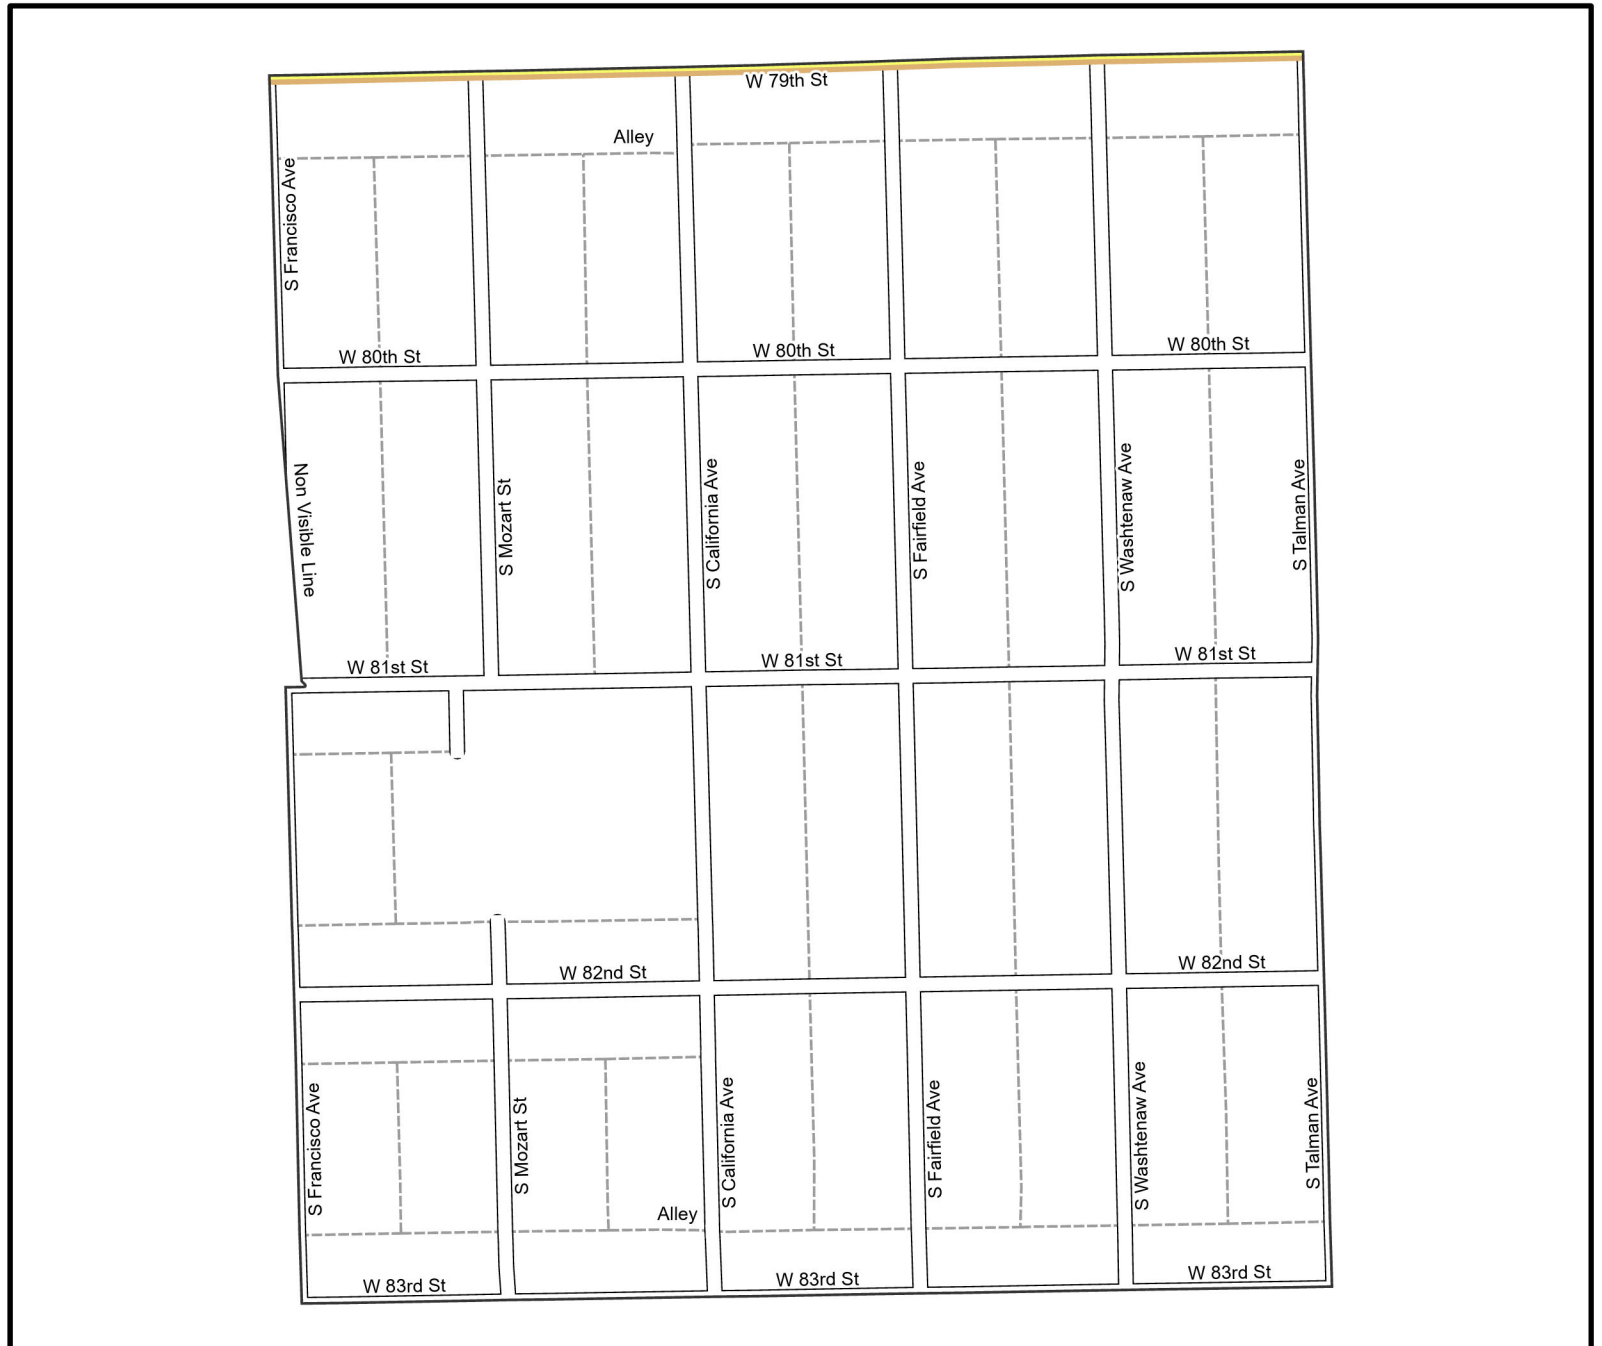 W 79th St
Alley
S Francisco Ave
W 80th St
W 80th St
W 80th St
Non Visible Line
S Mozart St
S California Ave
S Fairfield Ave
S Washtenaw Ave
S Talman Ave
W 81st St
W 81st St
W 81st St
W 82nd St
W 82nd St
S Francisco Ave
S Mozart St
S California Ave
S Fairfield Ave
S Washtenaw Ave
S Talman Ave
Alley
W 83rd St
W 83rd St
W 83rd St